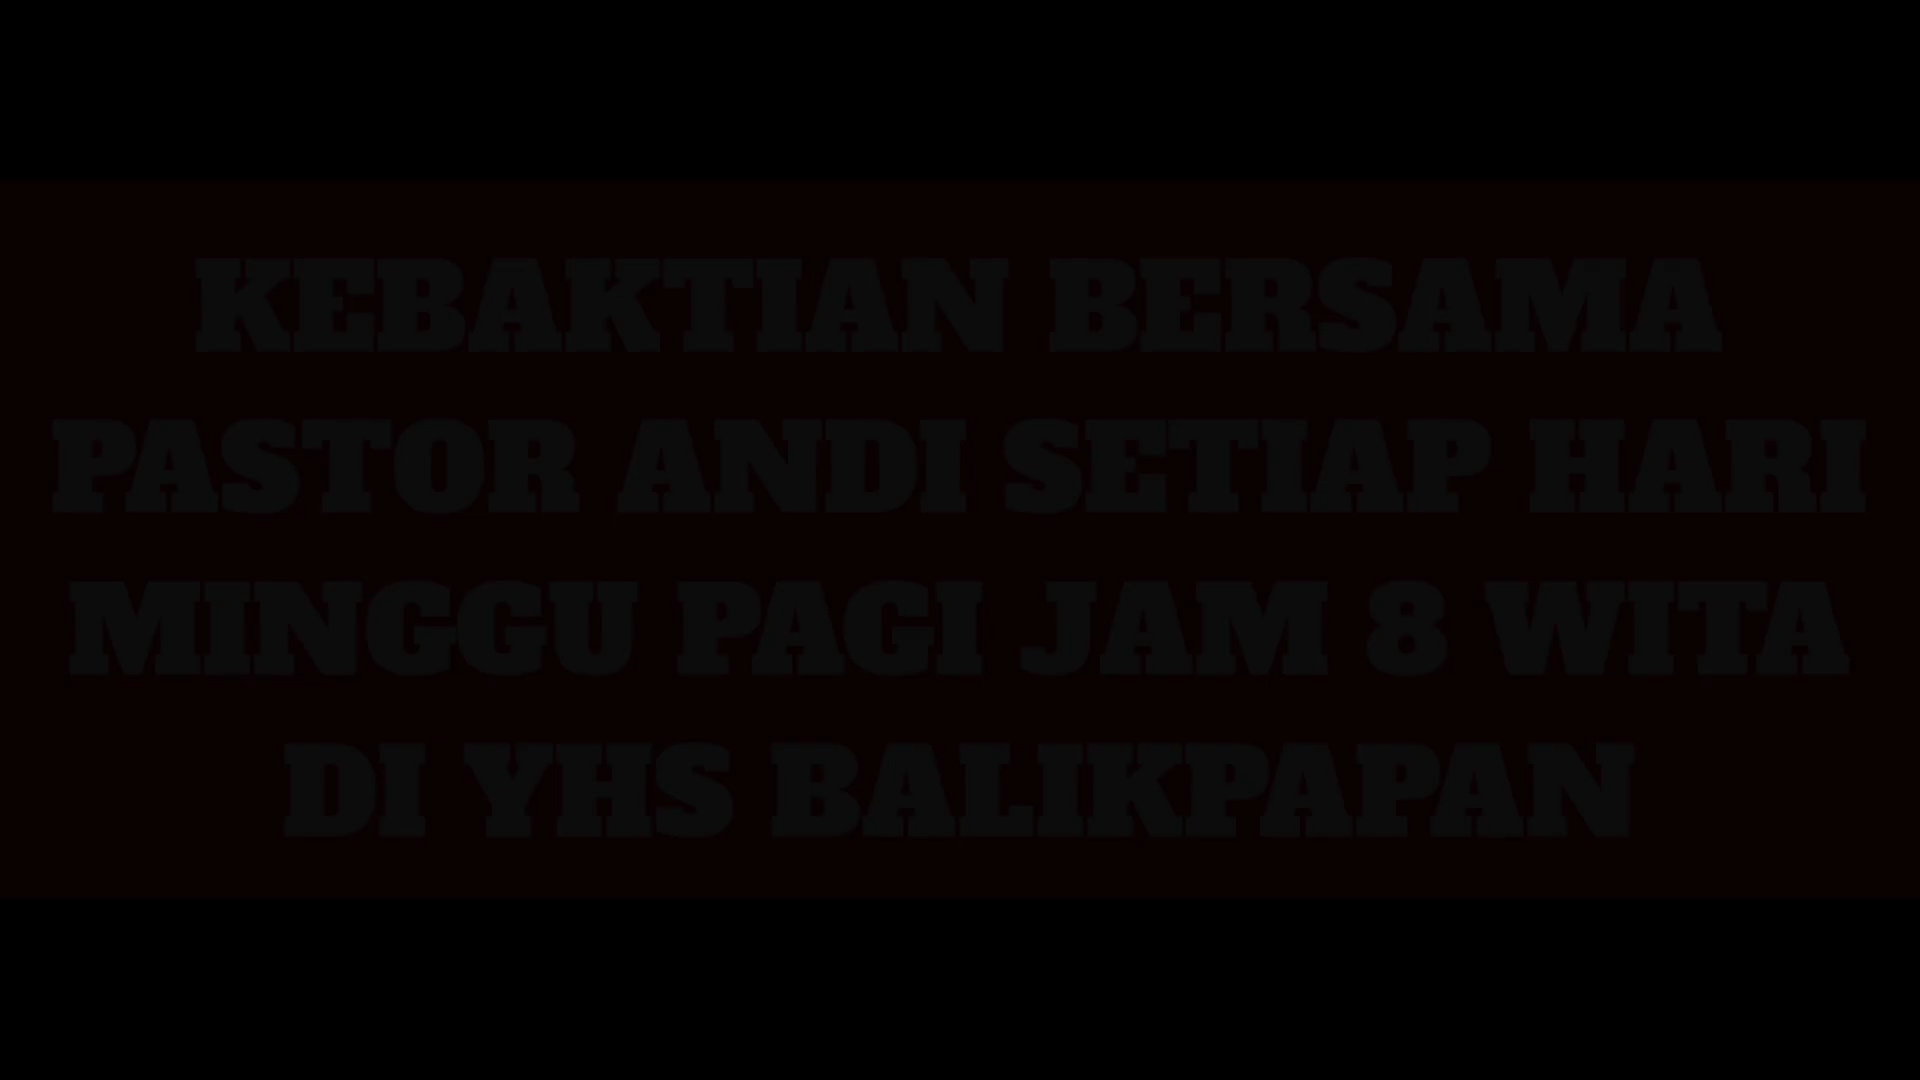 KEBAKTIAN BERSAMA
PASTOR ANDI SETIAP HARI
MINGGU PAGI JAM 8 WITA
DI YHS BALIKPAPAN